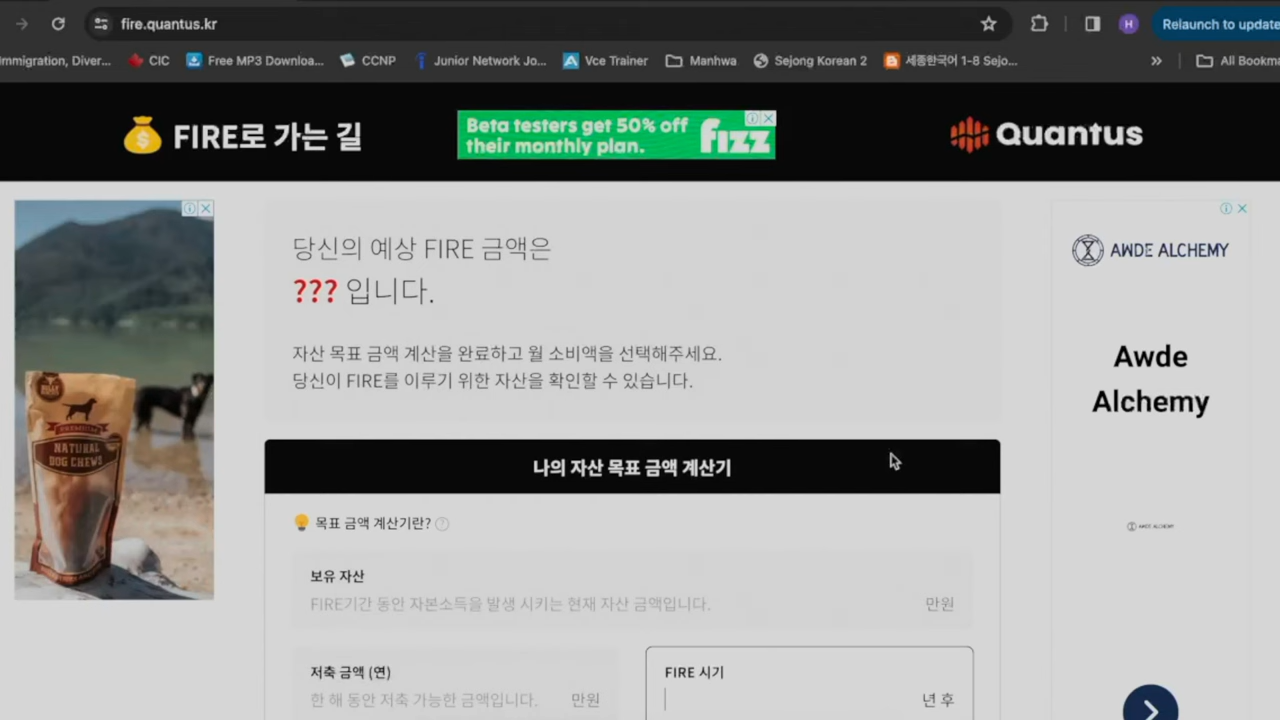 fire.quantus.kr
H
Relaunch to update
mmigration, Diver...
CIC
Free MP3 Downloa...
CCNP
Junior Network Jo...
Vce Trainer
Manhwa
Sejong Korean 2
세종한국어 1-8 Sejo...
»
All Bookma
FIRE로 가는 길
Beta testers get 50% off
their monthly plan.
fizz
Quantus
당신의 예상 FIRE 금액은
??? 입니다.
자산 목표 금액 계산을 완료하고 월 소비액을 선택해주세요.
당신이 FIRE를 이루기 위한 자산을 확인할 수 있습니다.
PREMIUM
NATURAL
DOG CHEWS
AWDE ALCHEMY
Awde
Alchemy
AWDE ALCHEMY
나의 자산 목표 금액 계산기
목표 금액 계산기란?
보유 자산
FIRE기간 동안 자본소득을 발생 시키는 현재 자산 금액입니다.
만원
저축 금액 (연)
한 해 동안 저축 가능한 금액입니다.
만원
FIRE 시기
년 후